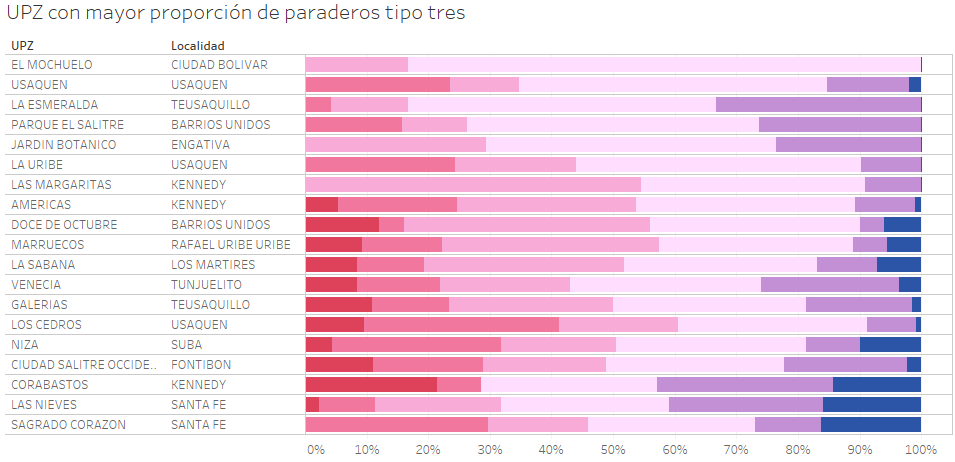 UPZ con mayor proporción de paraderos tipo tres
UPZ Localidad
EL MOCHUELO CIUDAD BOLIVAR
USAQUEN USAQUEN
LA ESMERALDA TEUSAQUILLO
PARQUE EL SALITRE BARRIOS UNIDOS
JARDIN BOTANICO ENGATIVA
LA URIBE USAQUEN
LAS MARGARITAS KENNEDY
AMERICAS KENNEDY
DOCE DE OCTUBRE BARRIOS UNIDOS
MARRUECOS RAFAEL URIBE URIBE
LA SABANA LOS MARTIRES
VENECIA TUNJUELITO
GALERIAS TEUSAQUILLO
LOS CEDROS USAQUEN
NIZA SUBA
CIUDAD SALITRE OCCIDE.. FONTIBON
CORABASTOS KENNEDY
LAS NIEVES SANTA FE
SAGRADO CORAZON SANTA FE
0% 10% 20% 30% 40% 50% 60% 70% 80% 90% 100%